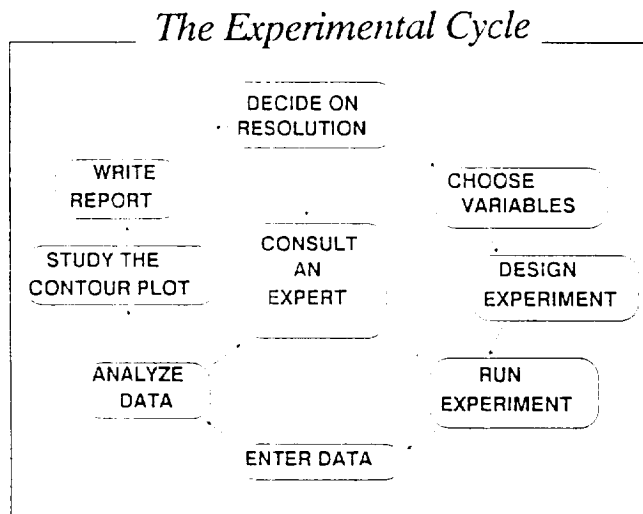 The Experimental Cycle
DECIDE ON
RESOLUTION
CHOOSE
VARIABLES
DESIGN
EXPERIMENT
RUN
EXPERIMENT
ENTER DATA
ANALYZE
DATA
STUDY THE
CONTOUR PLOT
WRITE
REPORT
CONSULT
AN
EXPERT